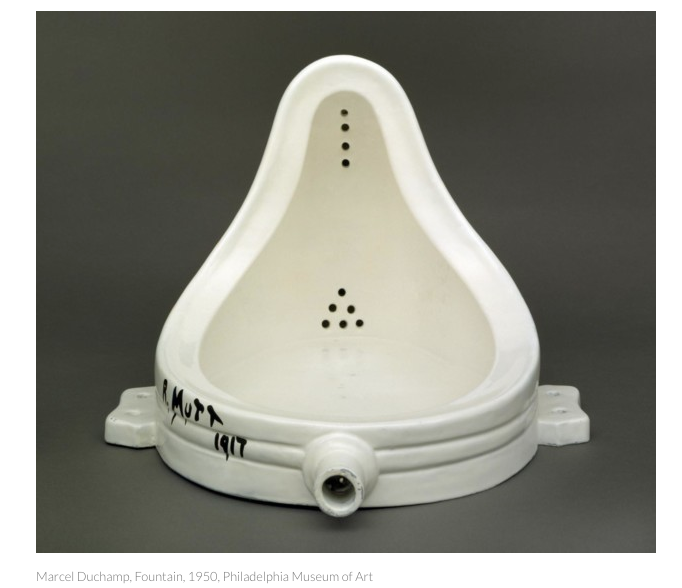 R. MUTT
1917
Marcel Duchamp, Fountain, 1950, Philadelphia Museum of Art